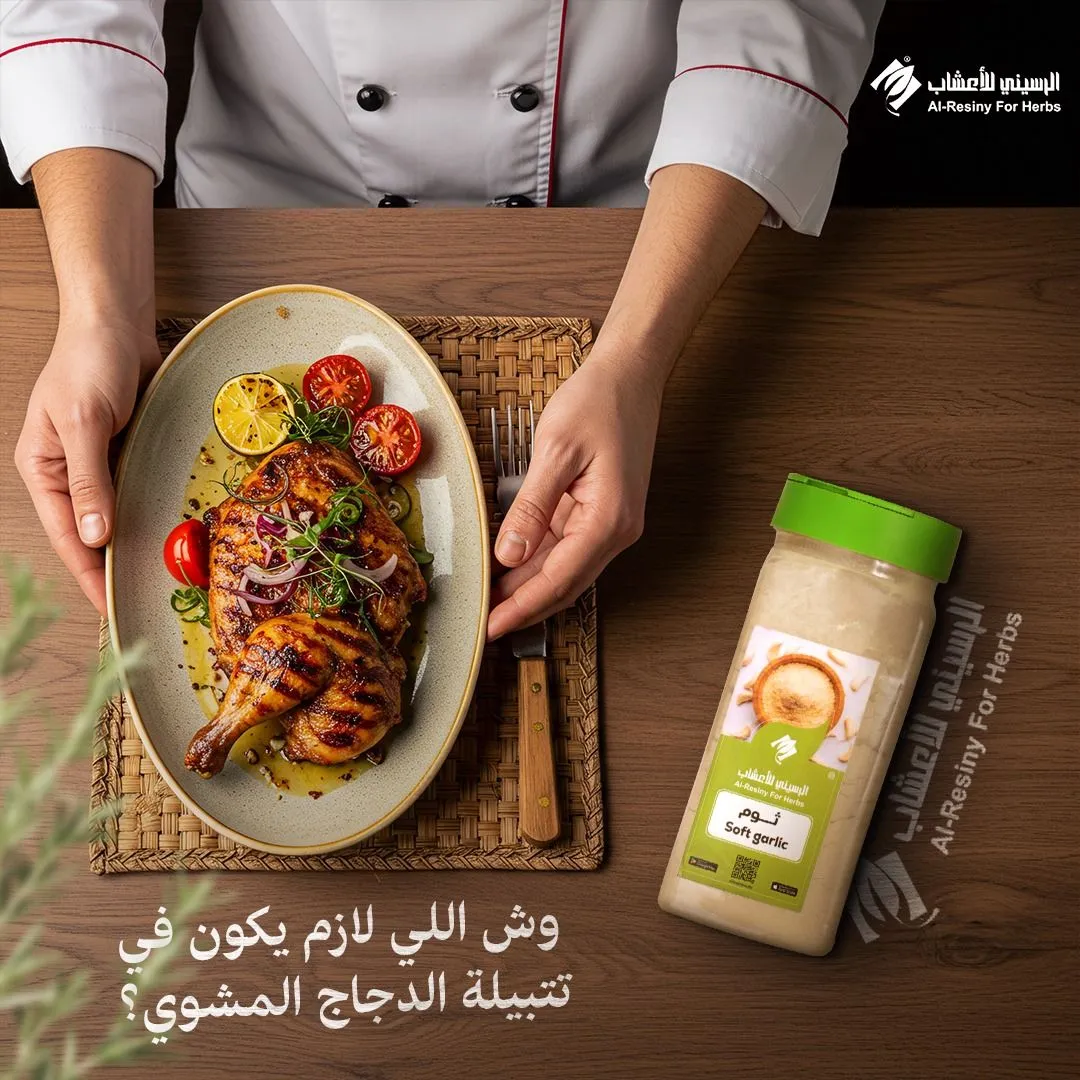 الرسيني للأعشاب
Al-Resiny For Herbs
الرسيني للأعشاب
Al-Resiny For Herbs
ثـوم
Soft garlic
الرسيني للأعشاب
Al-Resiny For Herbs
وش اللي لازم يكون في
تتبيلة الدجاج المشوي؟